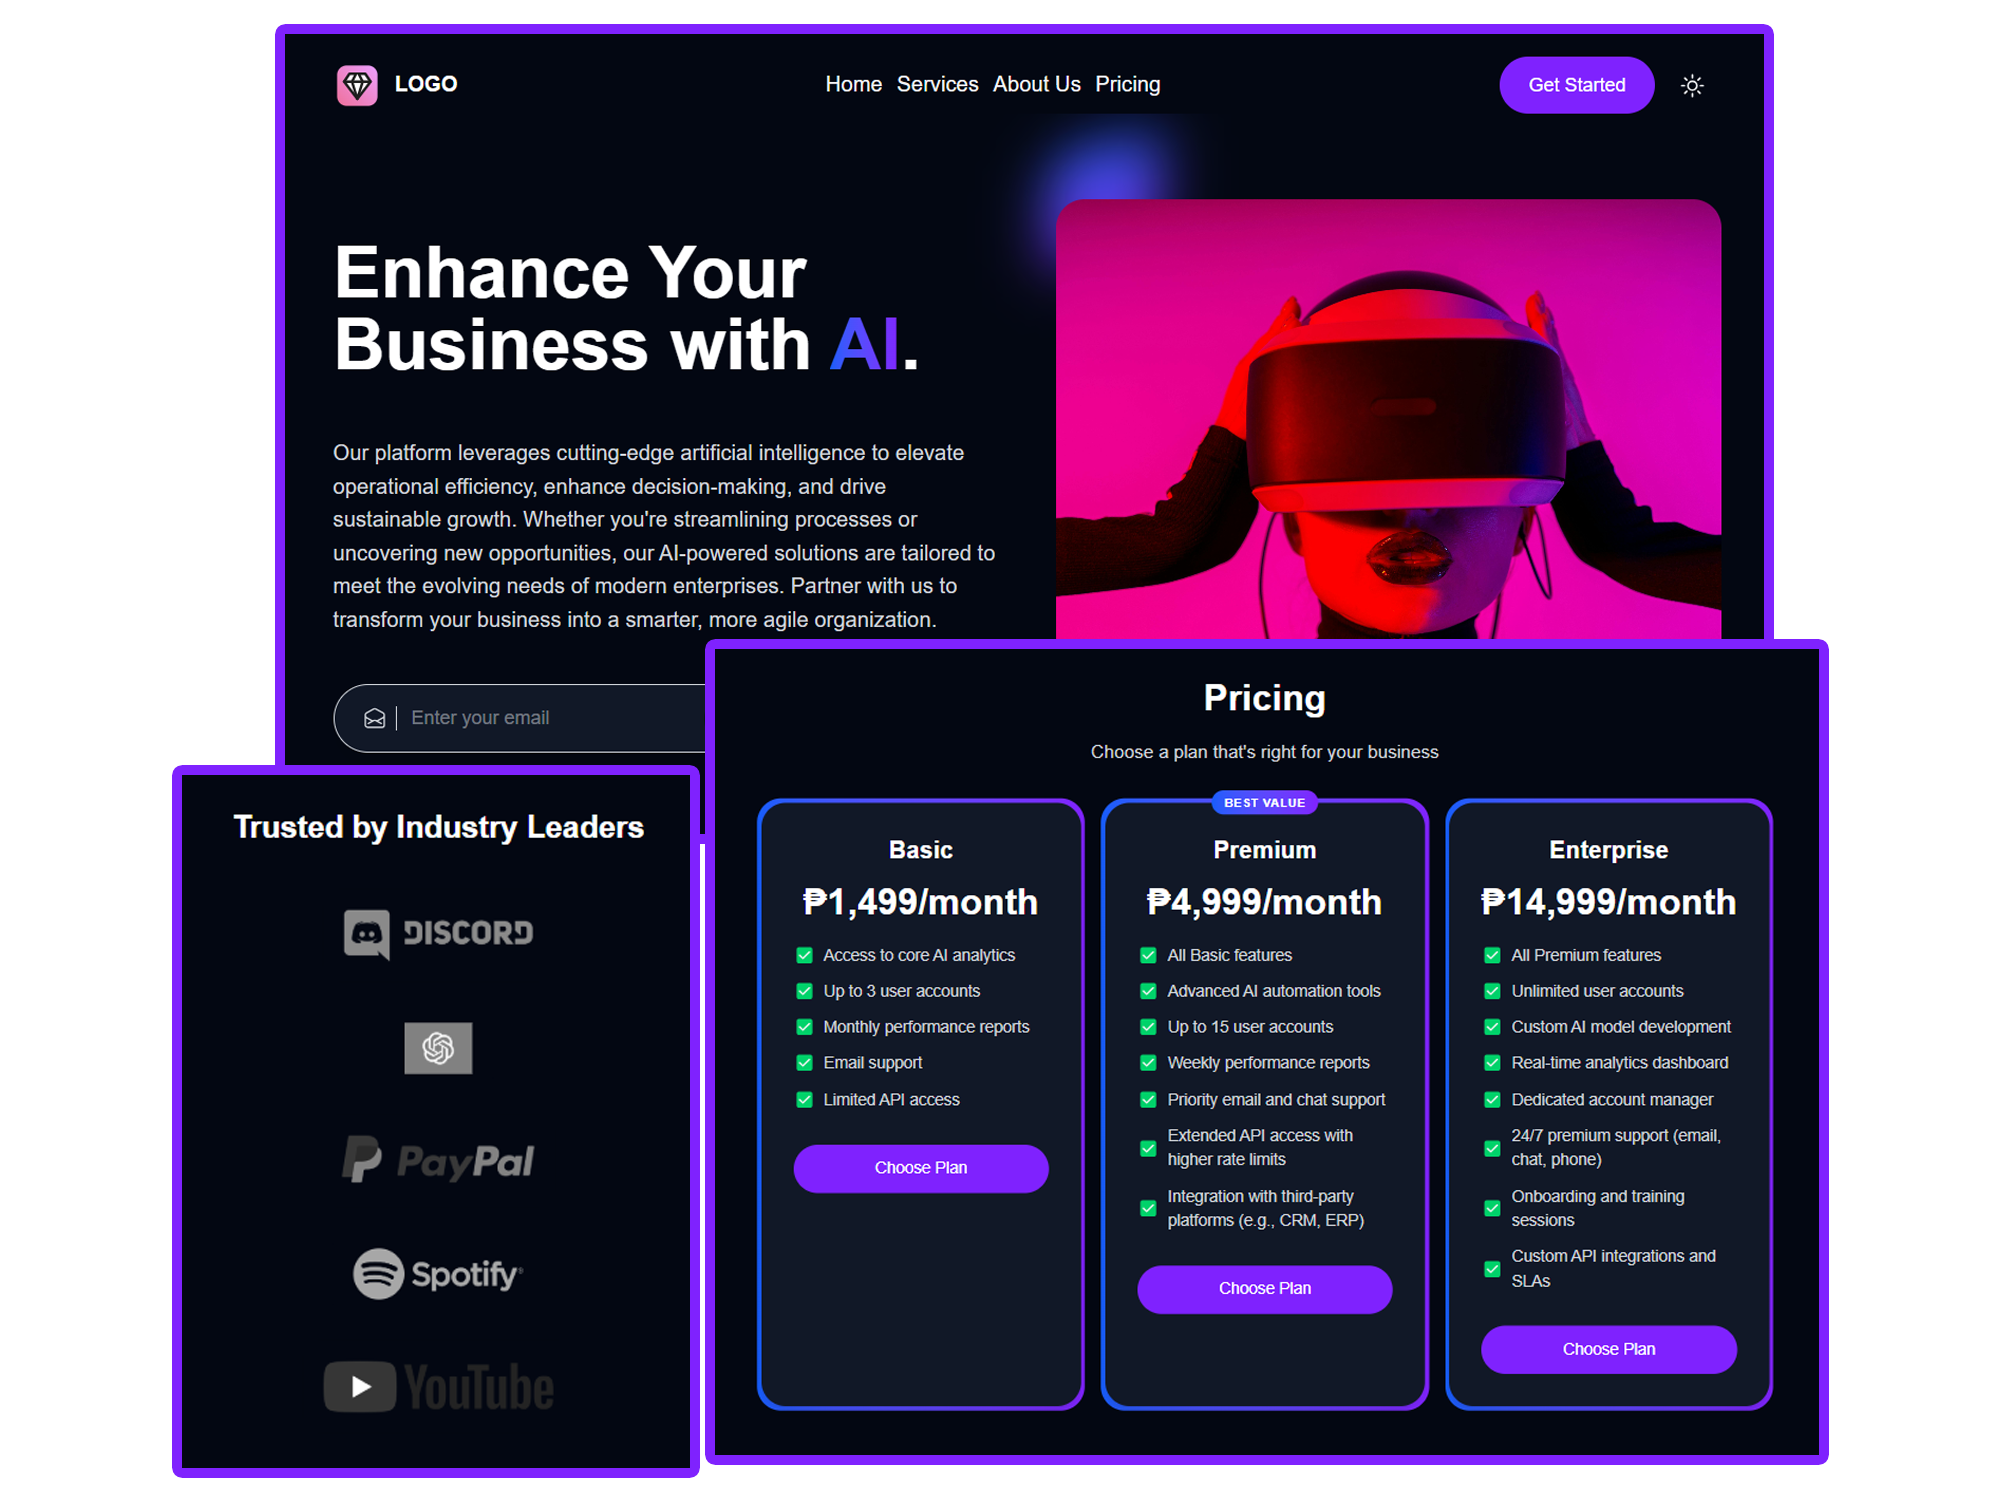 LOGO
Home Services About Us Pricing
Get Started
Enhance Your
Business with AI.
Our platform leverages cutting-edge artificial intelligence to elevate
operational efficiency, enhance decision-making, and drive
sustainable growth. Whether you're streamlining processes or
uncovering new opportunities, our AI-powered solutions are tailored to
meet the evolving needs of modern enterprises. Partner with us to
transform your business into a smarter, more agile organization.
Enter your email
Trusted by Industry Leaders
DISCORD
PayPal
Spotify®
YouTube
Pricing
Choose a plan that's right for your business
Basic
₱1,499/month
Access to core AI analytics
Up to 3 user accounts
Monthly performance reports
Email support
Limited API access
Choose Plan
BEST VALUE
Premium
₱4,999/month
All Basic features
Advanced AI automation tools
Up to 15 user accounts
Weekly performance reports
Priority email and chat support
Extended API access with
higher rate limits
Integration with third-party
platforms (e.g., CRM, ERP)
Choose Plan
Enterprise
₱14,999/month
All Premium features
Unlimited user accounts
Custom AI model development
Real-time analytics dashboard
Dedicated account manager
24/7 premium support (email,
chat, phone)
Onboarding and training
sessions
Custom API integrations and
SLAs
Choose Plan